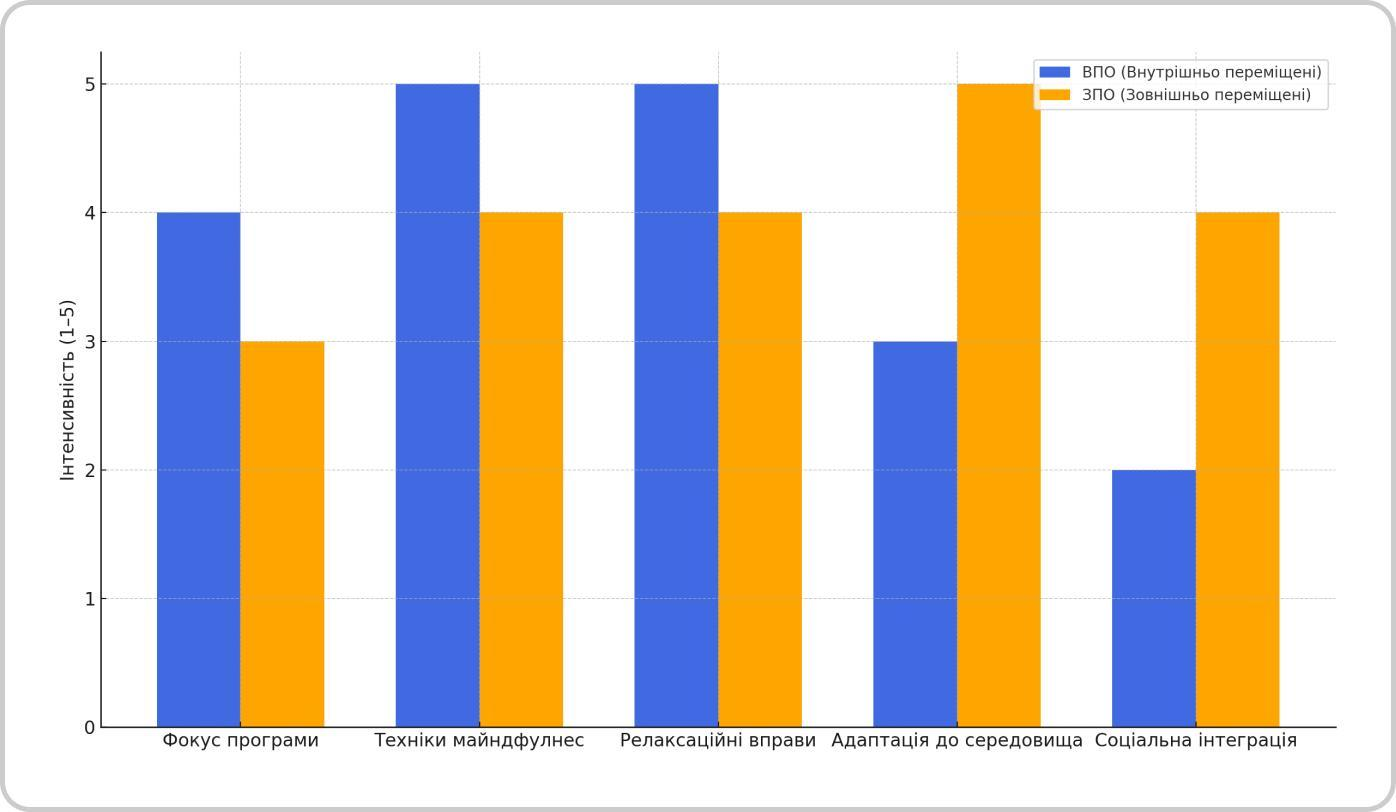 ВПО (Внутрішньо переміщені)
ЗПО (Зовнішньо переміщені)
Інтенсивність (1–5)
5
4
3
2
1
0
Фокус програми
Техніки майндфулнес
Релаксаційні вправи
Адаптація до середовища
Соціальна інтеграція